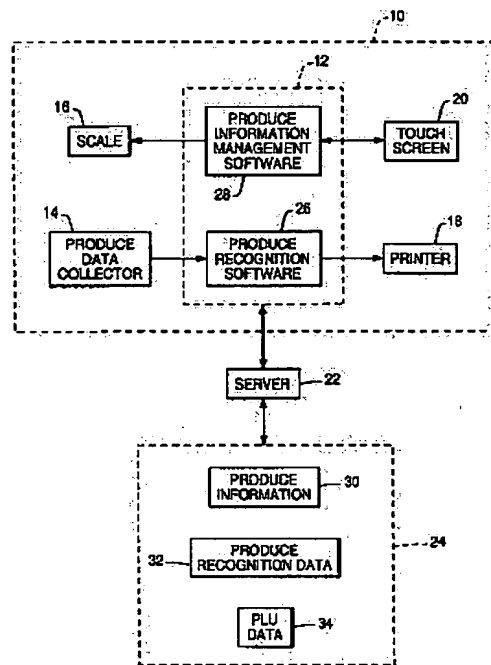 10
12
16
SCALE
PRODUCE
INFORMATION
MANAGEMENT
SOFTWARE
28
20
TOUCH
SCREEN
14
PRODUCE
DATA
COLLECTOR
26
PRODUCE
RECOGNITION
SOFTWARE
18
PRINTER
SERVER
22
PRODUCE
INFORMATION
30
32
PRODUCE
RECOGNITION DATA
24
PLU
DATA
34